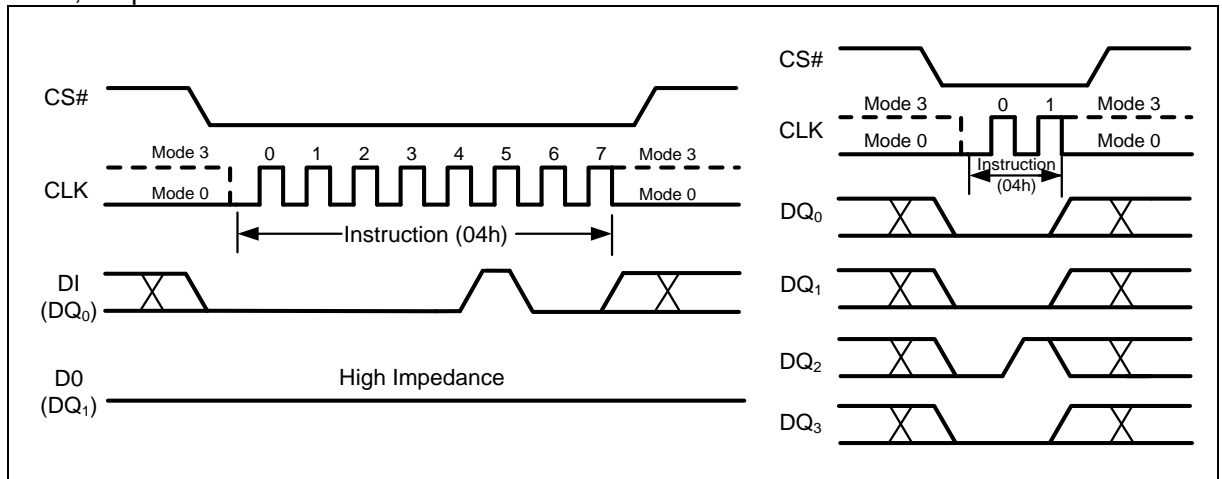 CS#
Mode 3 0 1 2 3 4 5 6 7 Mode 3
CLK
Mode 0 Mode 0
Instruction (04h)
DI
(DQ0)
D0
(DQ1)
High Impedance
CS#
Mode 3 0 1 Mode 3
CLK
Mode 0 Mode 0
Instruction
(04h)
DQ0
DQ1
DQ2
DQ3